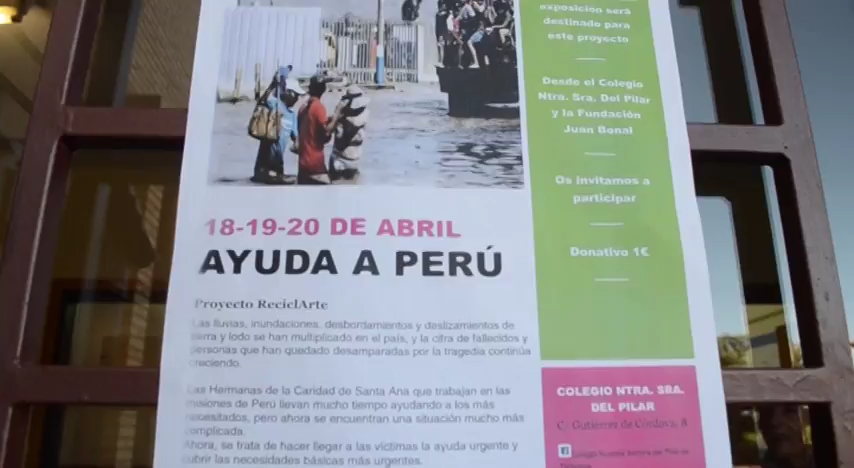 exposición será
destinado para
este proyecto
Desde el Colegio
Ntra. Sra. Del Pilar
y la Fundación
Juan Bonal
Os invitamos a
participar
Donativo 1€
18-19-20 DE ABRIL
AYUDA A PERÚ
Proyecto ReciclArte
Las lluvias, inundaciones, desbordamientos y deslizamientos de
tierra y lodo se han multiplicado en el país, y la cifra de fallecidos y
personas que han quedado desamparadas por la tragedia continúa
creciendo.
Las Hermanas de la Caridad de Santa Ana que trabajan en las
misiones de Perú llevan mucho tiempo ayudando a los más
necesitados, pero ahora se encuentran una situación mucho más
complicada.
Ahora, se trata de hacer llegar a las víctimas la ayuda urgente y
cubrir las necesidades básicas más urgentes.
COLEGIO NTRA. SRA.
DEL PILAR
C/ Gutiérrez de Córdova, 8